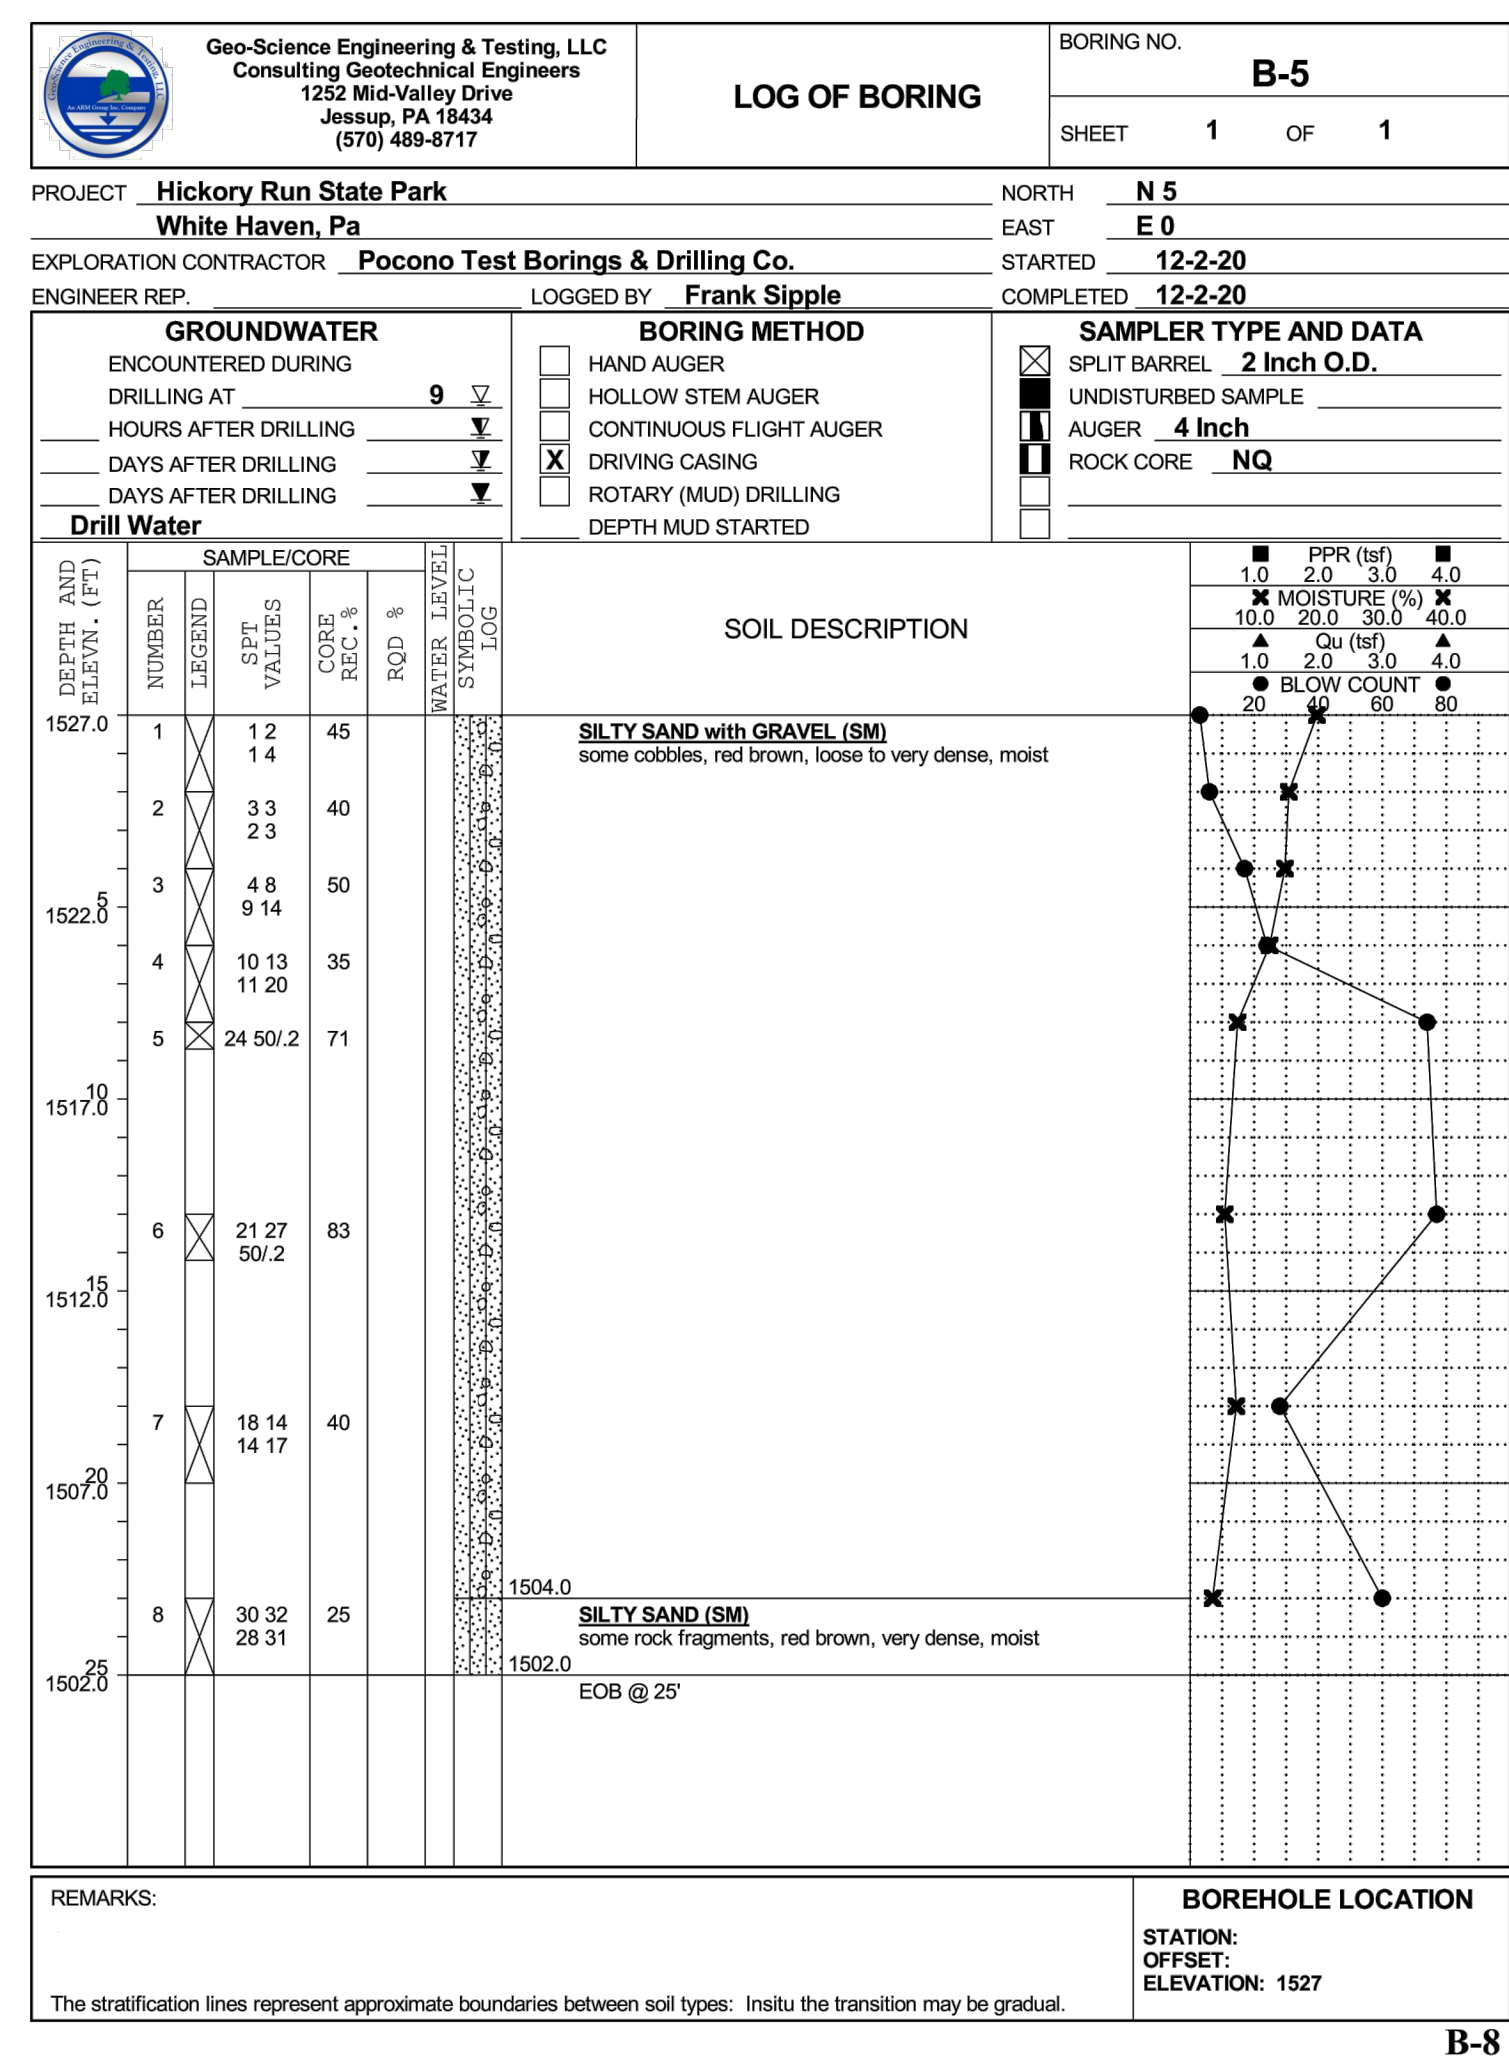 Geo-Science Engineering & Testing, LLC
An ARM Group Inc. Company
Geo-Science Engineering & Testing, LLC
Consulting Geotechnical Engineers
1252 Mid-Valley Drive
Jessup, PA 18434
(570) 489-8717
LOG OF BORING
BORING NO.
B-5
SHEET 1 OF 1
PROJECT Hickory Run State Park
White Haven, Pa
NORTH N 5
EAST E 0
EXPLORATION CONTRACTOR Pocono Test Borings & Drilling Co.
STARTED 12-2-20
ENGINEER REP. LOGGED BY Frank Sipple
COMPLETED 12-2-20
GROUNDWATER
ENCOUNTERED DURING
DRILLING AT 9
HOURS AFTER DRILLING
DAYS AFTER DRILLING
DAYS AFTER DRILLING
Drill Water
BORING METHOD
HAND AUGER
HOLLOW STEM AUGER
CONTINUOUS FLIGHT AUGER
X DRIVING CASING
ROTARY (MUD) DRILLING
DEPTH MUD STARTED
SAMPLER TYPE AND DATA
SPLIT BARREL 2 Inch O.D.
UNDISTURBED SAMPLE
AUGER 4 Inch
ROCK CORE NQ
DEPTH AND
ELEVN. (FT)
SAMPLE/CORE
NUMBER
LEGEND
SPT
VALUES
CORE
REC.%
RQD %
WATER LEVEL
SYMBOLIC
LOG
SOIL DESCRIPTION
PPR (tsf)
1.0 2.0 3.0 4.0
MOISTURE (%)
10.0 20.0 30.0 40.0
Qu (tsf)
1.0 2.0 3.0 4.0
BLOW COUNT
20 40 60 80
1527.0
1 1 2 45
1 4
SILTY SAND with GRAVEL (SM)
some cobbles, red brown, loose to very dense, moist
2 3 3 40
2 3
3 4 8 50
9 14
5
1522.0
4 10 13 35
11 20
5 24 50/.2 71
10
1517.0
6 21 27 83
50/.2
15
1512.0
7 18 14 40
14 17
20
1507.0
1504.0
8 30 32 25
28 31
SILTY SAND (SM)
some rock fragments, red brown, very dense, moist
1502.0
25
1502.0
EOB @ 25'
REMARKS:
The stratification lines represent approximate boundaries between soil types: Insitu the transition may be gradual.
BOREHOLE LOCATION
STATION:
OFFSET:
ELEVATION: 1527
B-8